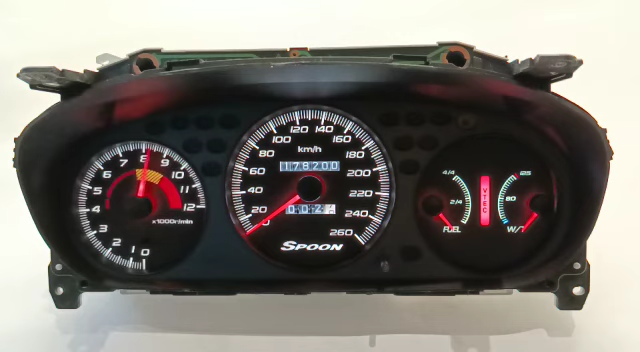 7 8 9
6 10
5 11
4 12
x1000r/min
3
2 1 0
120 140
100 160
80 km/h 180
60 178200 200
40 220
20 0 0 2 240
0 260
SPOON
4/4 125
2/4 VTEC 80
FUEL W/T